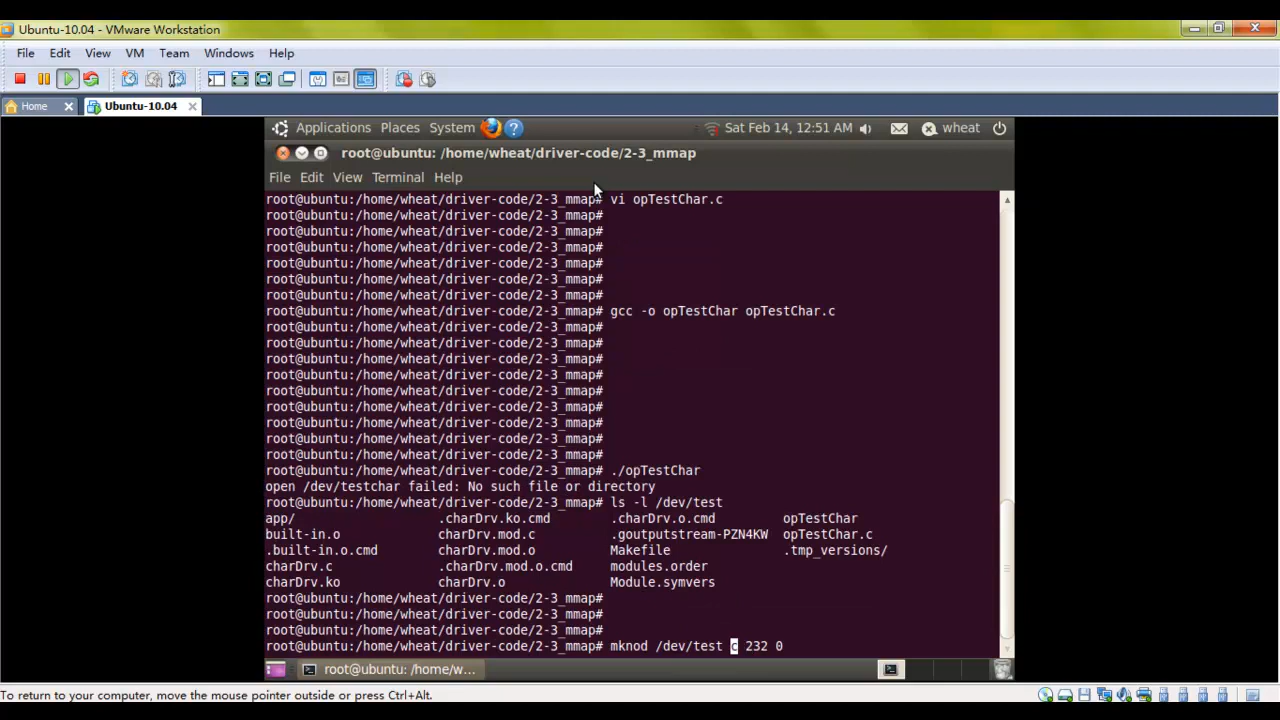 Ubuntu-10.04 - VMware Workstation
File Edit View VM Team Windows Help
Home Ubuntu-10.04
Applications Places System Sat Feb 14, 12:51 AM wheat
root@ubuntu: /home/wheat/driver-code/2-3_mmap
File Edit View Terminal Help
root@ubuntu:/home/wheat/driver-code/2-3_mmap# vi opTestChar.c
root@ubuntu:/home/wheat/driver-code/2-3_mmap#
root@ubuntu:/home/wheat/driver-code/2-3_mmap#
root@ubuntu:/home/wheat/driver-code/2-3_mmap#
root@ubuntu:/home/wheat/driver-code/2-3_mmap#
root@ubuntu:/home/wheat/driver-code/2-3_mmap#
root@ubuntu:/home/wheat/driver-code/2-3_mmap#
root@ubuntu:/home/wheat/driver-code/2-3_mmap# gcc -o opTestChar opTestChar.c
root@ubuntu:/home/wheat/driver-code/2-3_mmap#
root@ubuntu:/home/wheat/driver-code/2-3_mmap#
root@ubuntu:/home/wheat/driver-code/2-3_mmap#
root@ubuntu:/home/wheat/driver-code/2-3_mmap#
root@ubuntu:/home/wheat/driver-code/2-3_mmap#
root@ubuntu:/home/wheat/driver-code/2-3_mmap#
root@ubuntu:/home/wheat/driver-code/2-3_mmap#
root@ubuntu:/home/wheat/driver-code/2-3_mmap#
root@ubuntu:/home/wheat/driver-code/2-3_mmap#
root@ubuntu:/home/wheat/driver-code/2-3_mmap# ./opTestChar
open /dev/testchar failed: No such file or directory
root@ubuntu:/home/wheat/driver-code/2-3_mmap# ls -l /dev/test
app/ .charDrv.ko.cmd .charDrv.o.cmd opTestChar
built-in.o charDrv.mod.c .goutputstream-PZN4KW opTestChar.c
.built-in.o.cmd charDrv.mod.o Makefile .tmp_versions/
charDrv.c .charDrv.mod.o.cmd modules.order
charDrv.ko charDrv.o Module.symvers
root@ubuntu:/home/wheat/driver-code/2-3_mmap#
root@ubuntu:/home/wheat/driver-code/2-3_mmap#
root@ubuntu:/home/wheat/driver-code/2-3_mmap#
root@ubuntu:/home/wheat/driver-code/2-3_mmap# mknod /dev/test c 232 0
root@ubuntu: /home/w...
To return to your computer, move the mouse pointer outside or press Ctrl+Alt.